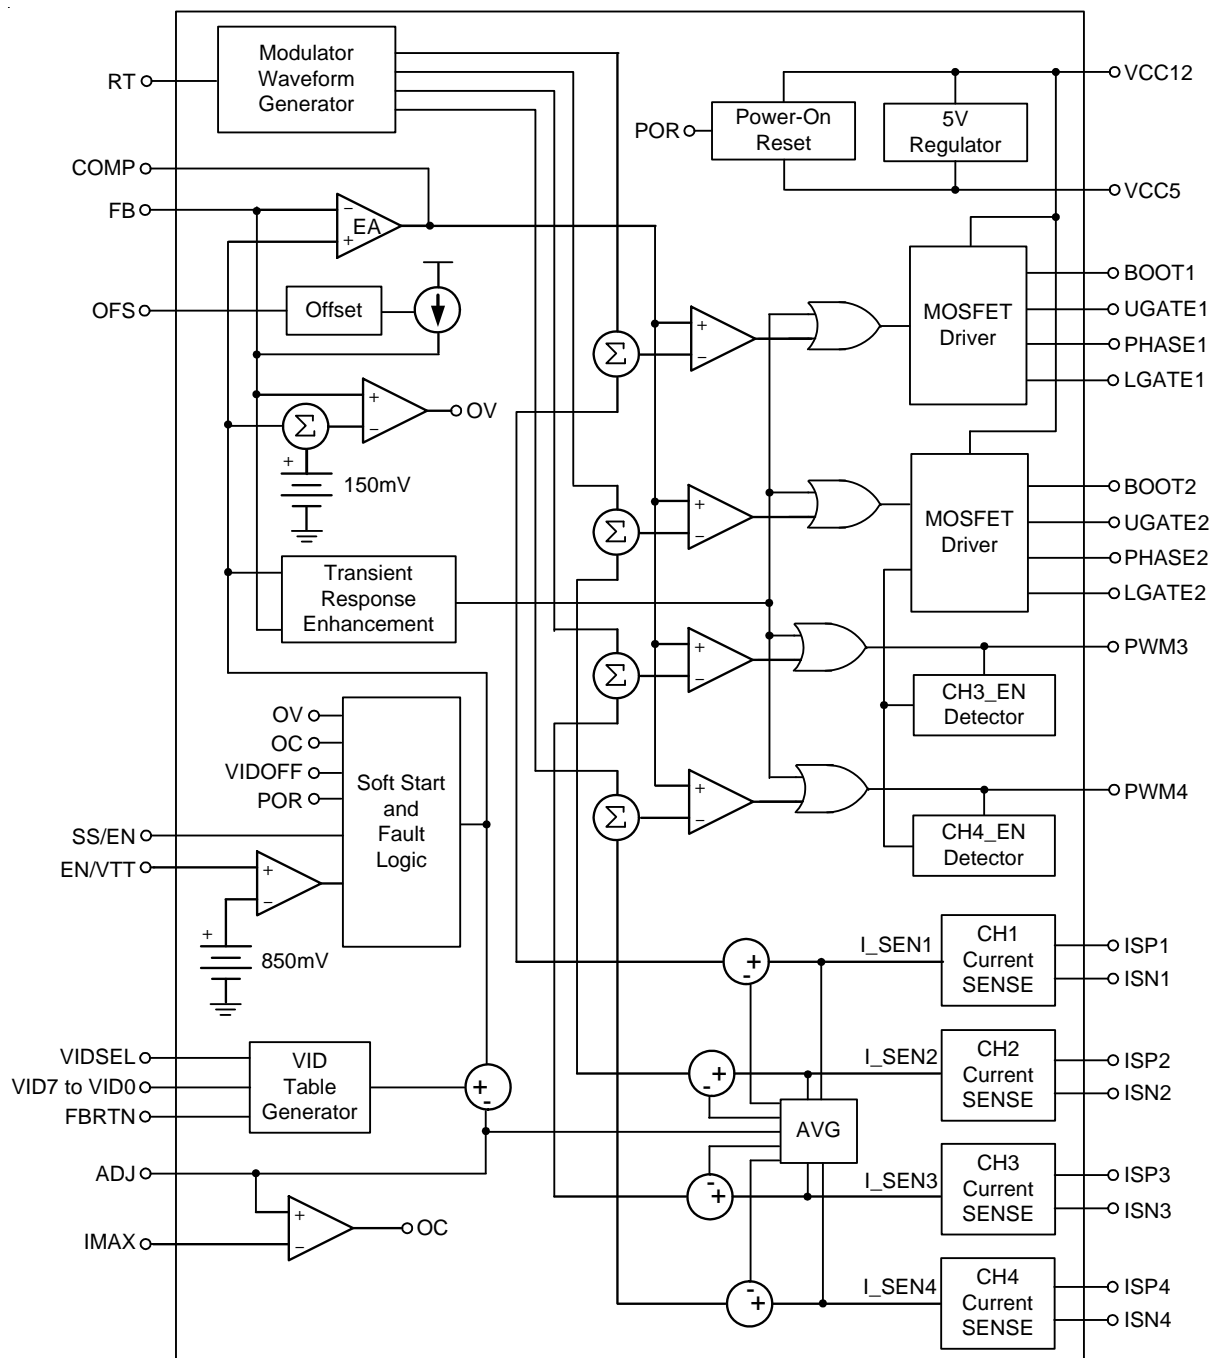 Modulator
Waveform
Generator
RT
COMP
FB
−
EA
+
OFS
Offset
+
−
OV
Σ
+
150mV
Transient
Response
Enhancement
OV
OC
VIDOFF
POR
SS/EN
EN/VTT
Soft Start
and
Fault
Logic
+
−
+
850mV
VIDSEL
VID7 to VID0
FBRTN
VID
Table
Generator
+
-
ADJ
IMAX
+
−
OC
POR
Power-On
Reset
5V
Regulator
VCC12
VCC5
Σ
+
−
MOSFET
Driver
BOOT1
UGATE1
PHASE1
LGATE1
Σ
+
−
MOSFET
Driver
BOOT2
UGATE2
PHASE2
LGATE2
Σ
+
−
PWM3
CH3_EN
Detector
Σ
+
−
PWM4
CH4_EN
Detector
+
-
I_SEN1
CH1
Current
SENSE
ISP1
ISN1
+
-
I_SEN2
CH2
Current
SENSE
ISP2
ISN2
AVG
-
+
I_SEN3
CH3
Current
SENSE
ISP3
ISN3
-
+
I_SEN4
CH4
Current
SENSE
ISP4
ISN4